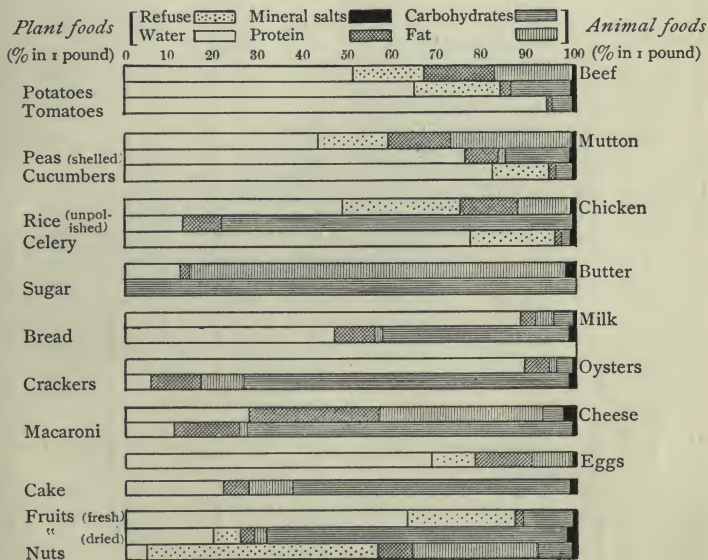 Plant foods
(% in 1 pound)
Refuse Mineral salts Carbohydrates
Water Protein Fat
Animal foods
(% in 1 pound)
0 10 20 30 40 50 60 70 80 90 100
Beef
Potatoes
Tomatoes
Mutton
Peas (shelled)
Cucumbers
Chicken
Rice (unpol-
ished)
Celery
Butter
Sugar
Milk
Bread
Oysters
Crackers
Cheese
Macaroni
Eggs
Cake
Fruits (fresh)
" (dried)
Nuts